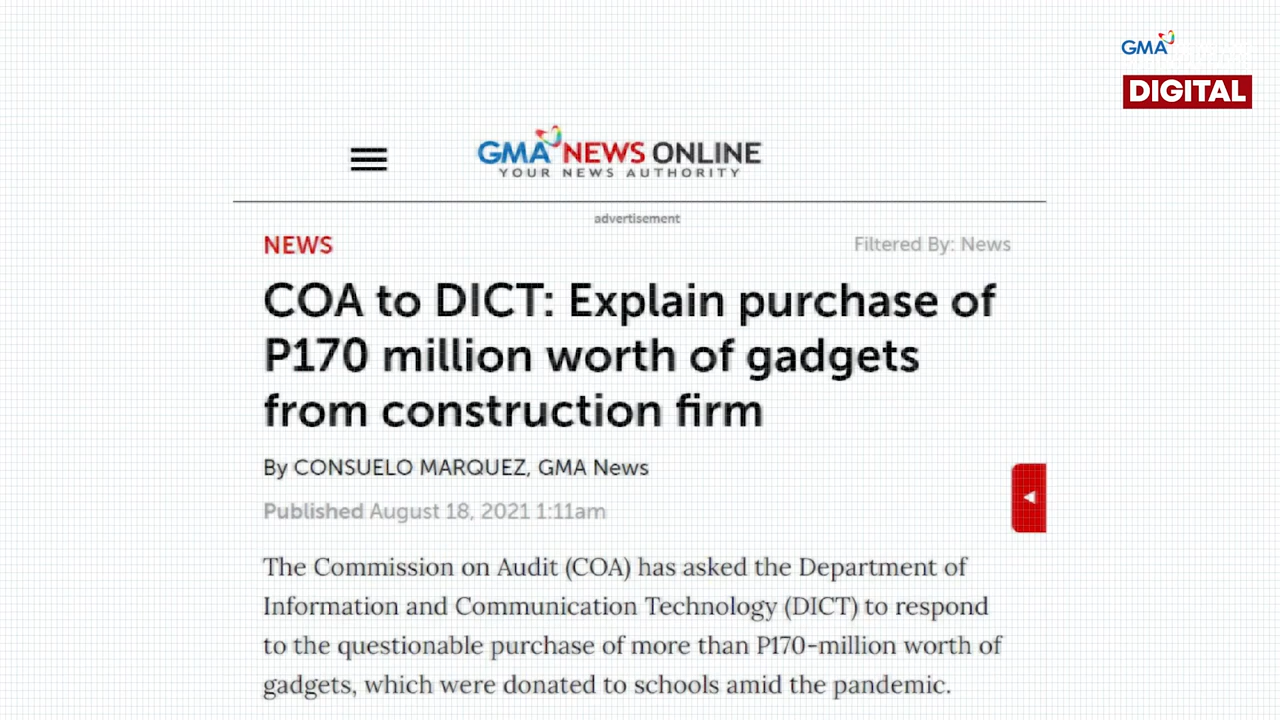 GMA
DIGITAL
GMA NEWS ONLINE
YOUR NEWS AUTHORITY
advertisement
NEWS
Filtered By: News
COA to DICT: Explain purchase of
P170 million worth of gadgets
from construction firm
By CONSUELO MARQUEZ, GMA News
Published August 18, 2021 1:11am
The Commission on Audit (COA) has asked the Department of
Information and Communication Technology (DICT) to respond
to the questionable purchase of more than P170-million worth of
gadgets, which were donated to schools amid the pandemic.